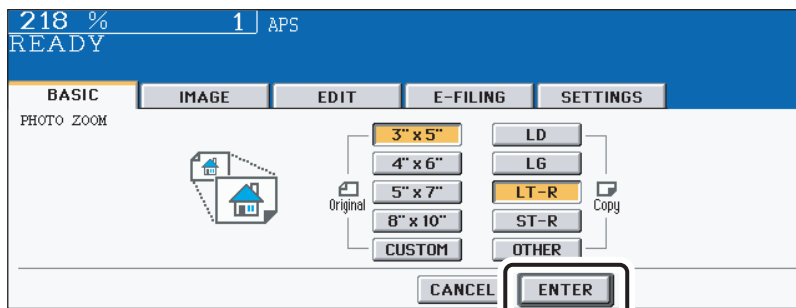 218 % 1 APS
READY
BASIC IMAGE EDIT E-FILING SETTINGS
PHOTO ZOOM
3" x 5" LD
4" x 6" LG
Original 5" x 7" LT-R Copy
8" x 10" ST-R
CUSTOM OTHER
CANCEL ENTER